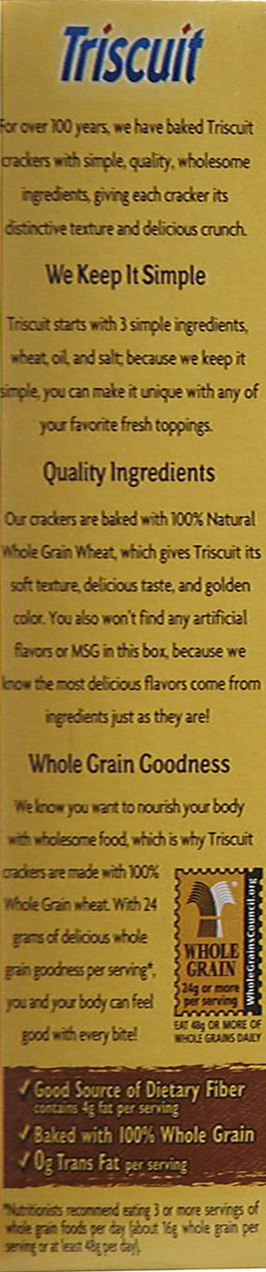 Triscuit
For over 100 years, we have baked Triscuit
crackers with simple, quality, wholesome
ingredients, giving each cracker its
distinctive texture and delicious crunch.
We Keep It Simple
Triscuit starts with 3 simple ingredients,
wheat, oil, and salt; because we keep it
simple, you can make it unique with any of
your favorite fresh toppings.
Quality Ingredients
Our crackers are baked with 100% Natural
Whole Grain Wheat, which gives Triscuit its
soft texture, delicious taste, and golden
color. You also won't find any artificial
flavors or MSG in this box, because we
know the most delicious flavors come from
ingredients just as they are!
Whole Grain Goodness
We know you want to nourish your body
with wholesome food, which is why Triscuit
crackers are made with 100%
Whole Grain wheat. With 24
grams of delicious whole
grain goodness per serving*,
you and your body can feel
good with every bite!
WHOLE
GRAIN
24g or more
per serving
WholeGrainsCouncil.org
EAT 48g OR MORE OF
WHOLE GRAINS DAILY
✓ Good Source of Dietary Fiber
contains 4g fat per serving
✓ Baked with 100% Whole Grain
✓ 0g Trans Fat per serving
*Nutritionists recommend eating 3 or more servings of
whole grain foods per day (about 16g whole grain per
serving or at least 48g per day).